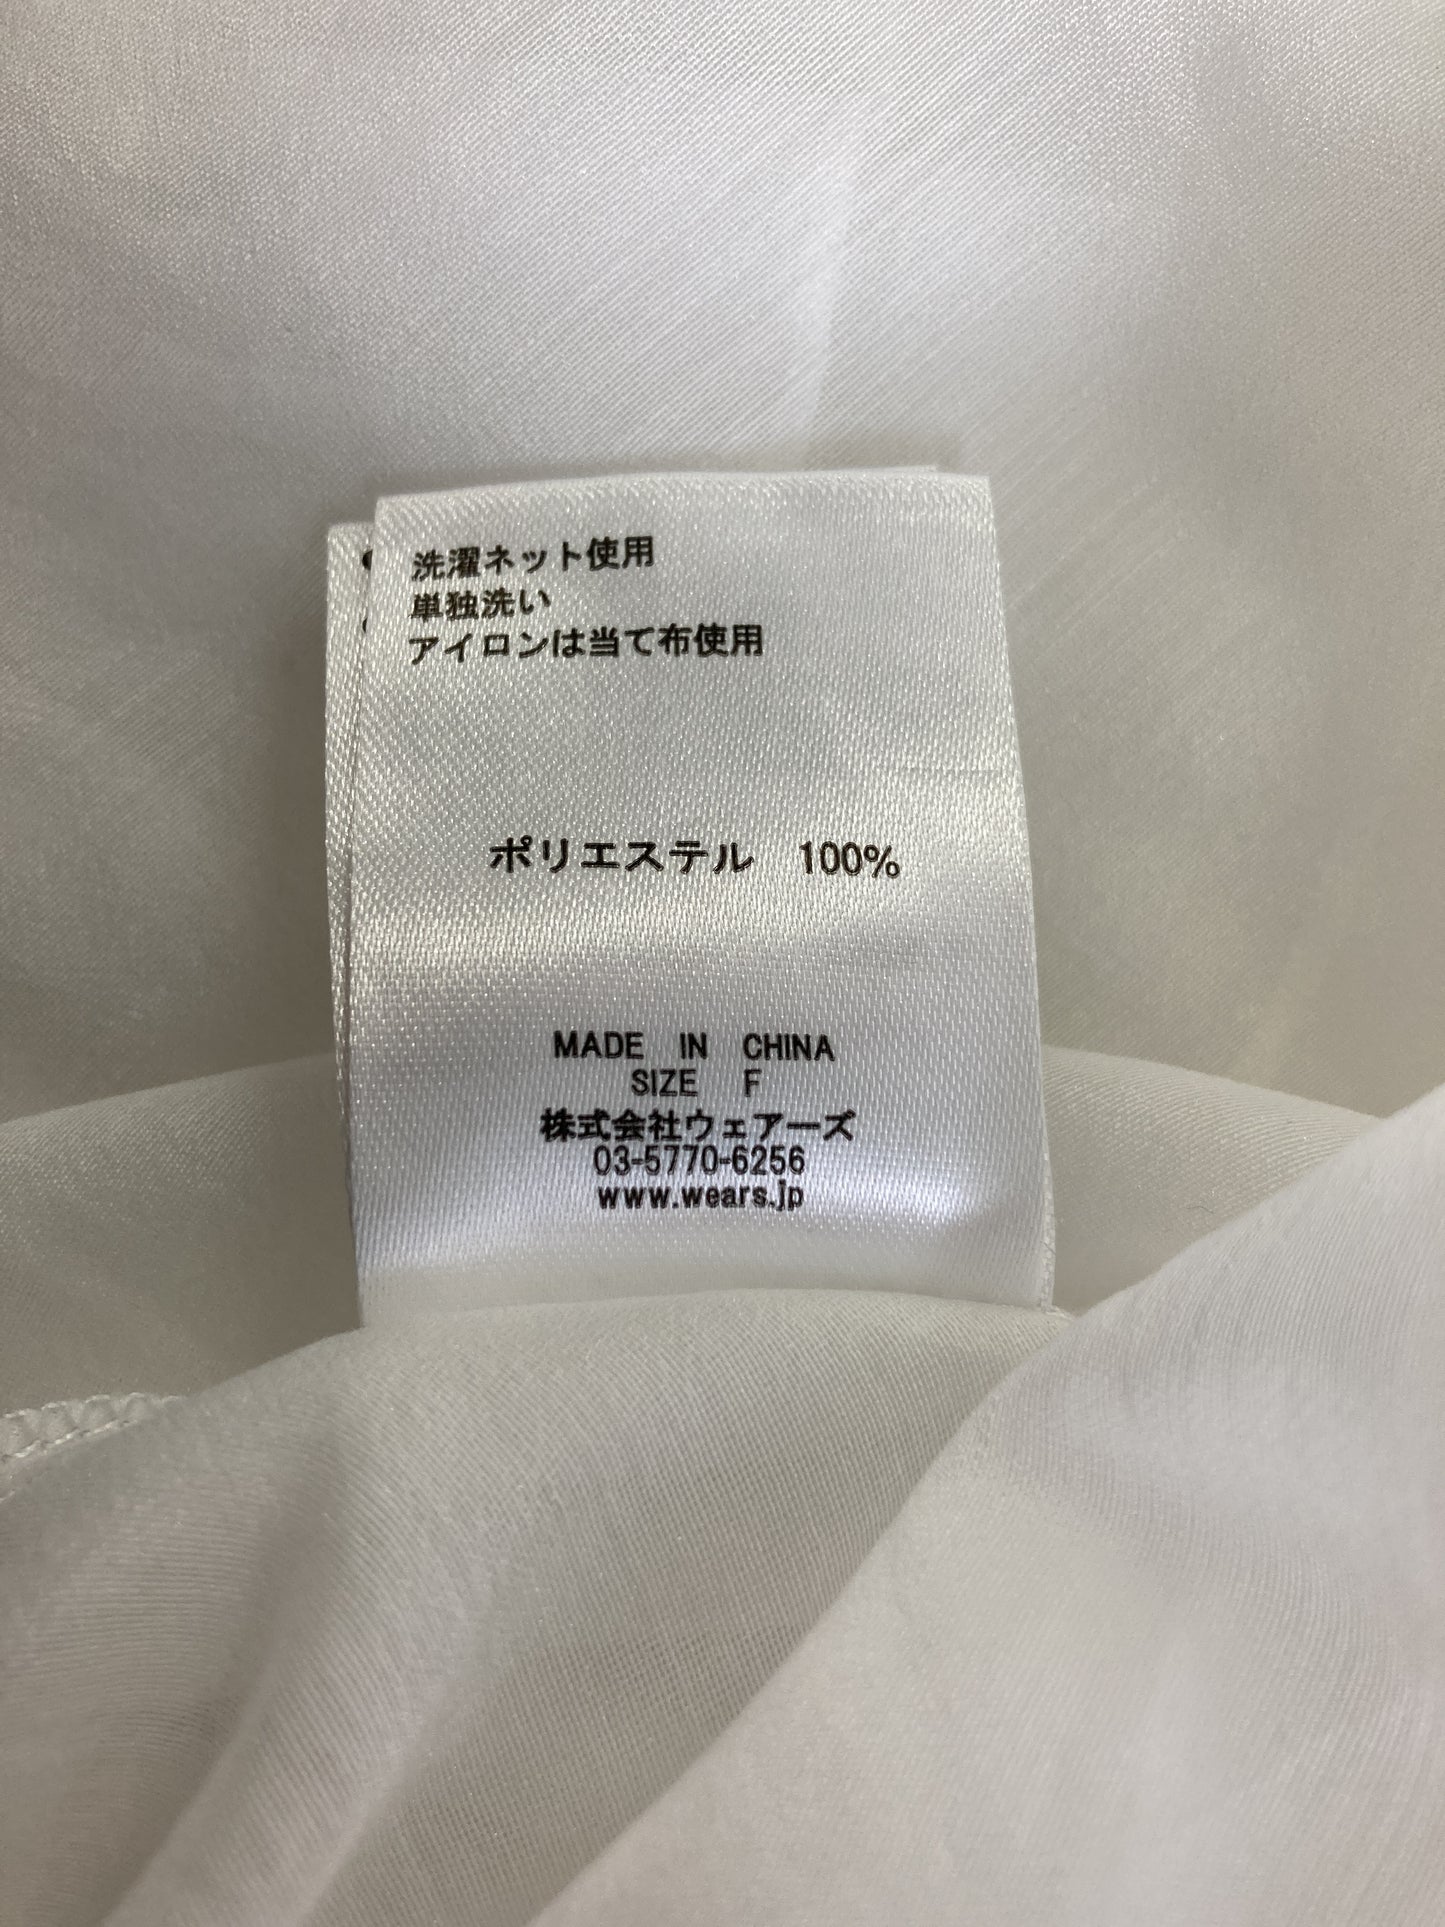 洗濯ネット使用
単独洗い
アイロンは当て布使用
ポリエステル 100%
MADE IN CHINA
SIZE F
株式会社ウェアーズ
03-5770-6256
www.wears.jp